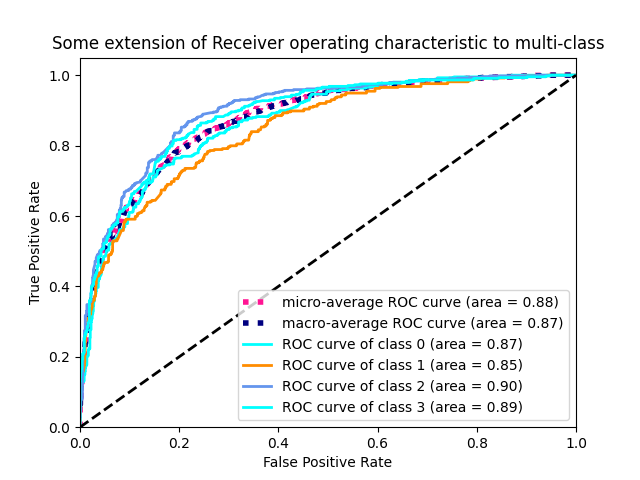 Some extension of Receiver operating characteristic to multi-class
1.0
0.8
0.6
0.4
0.2
0.0
True Positive Rate
micro-average ROC curve (area = 0.88)
macro-average ROC curve (area = 0.87)
ROC curve of class 0 (area = 0.87)
ROC curve of class 1 (area = 0.85)
ROC curve of class 2 (area = 0.90)
ROC curve of class 3 (area = 0.89)
0.0 0.2 0.4 0.6 0.8 1.0
False Positive Rate